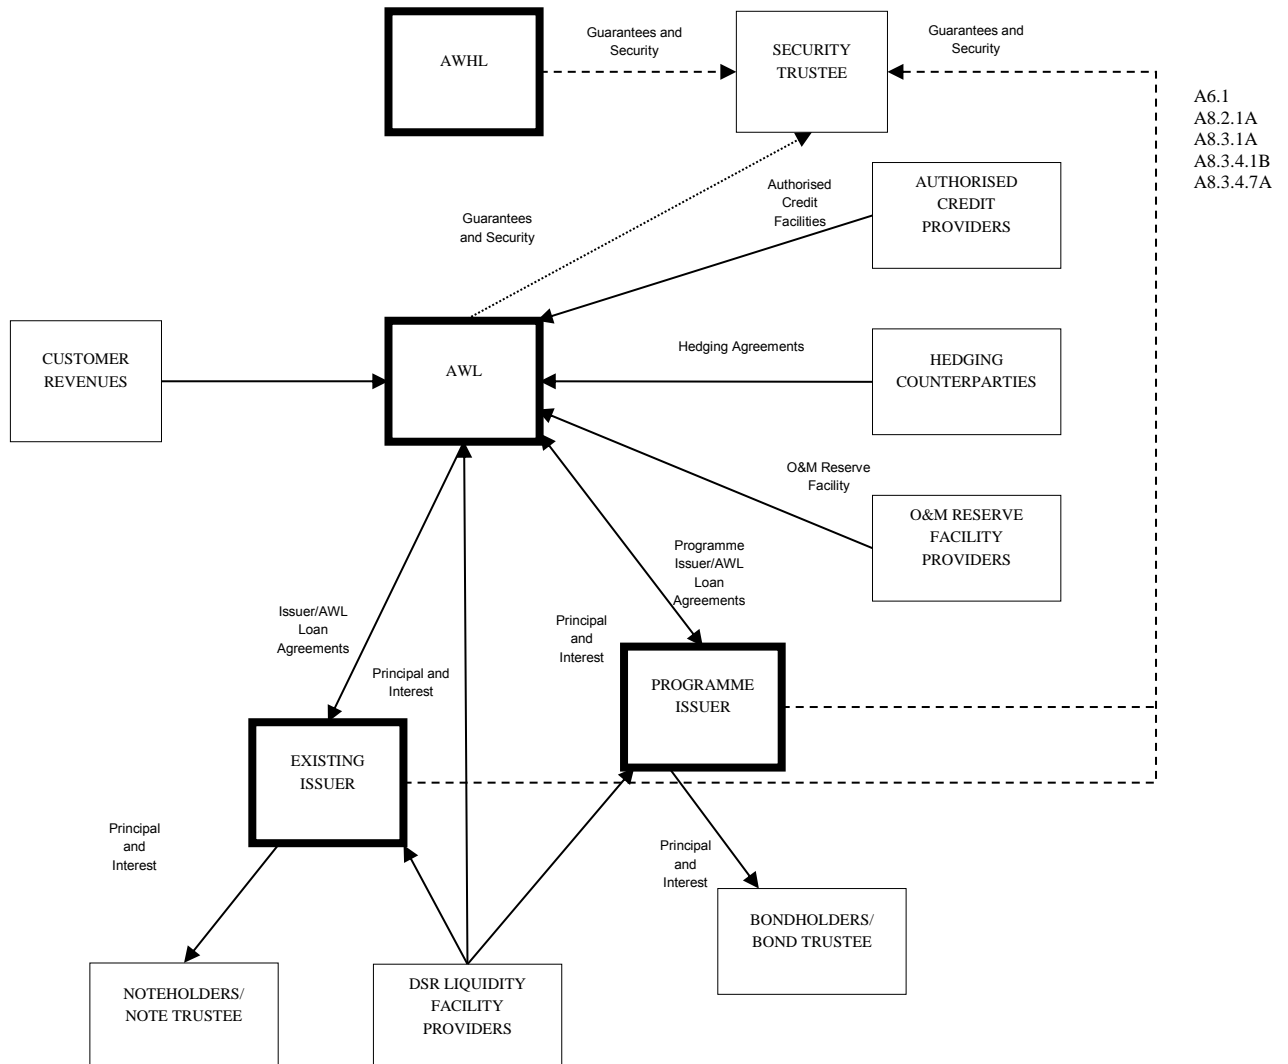 Guarantees and
Security
AWHL
SECURITY
TRUSTEE
Guarantees and
Security
A6.1
A8.2.1A
A8.3.1A
A8.3.4.1B
A8.3.4.7A
Authorised
Credit
Facilities
AUTHORISED
CREDIT
PROVIDERS
Guarantees
and Security
CUSTOMER
REVENUES
AWL
Hedging Agreements
HEDGING
COUNTERPARTIES
O&M Reserve
Facility
O&M RESERVE
FACILITY
PROVIDERS
Programme
Issuer/AWL
Loan
Agreements
Issuer/AWL
Loan
Agreements
Principal
and
Interest
Principal and
Interest
PROGRAMME
ISSUER
EXISTING
ISSUER
Principal
and
Interest
Principal
and
Interest
BONDHOLDERS/
BOND TRUSTEE
NOTEHOLDERS/
NOTE TRUSTEE
DSR LIQUIDITY
FACILITY
PROVIDERS